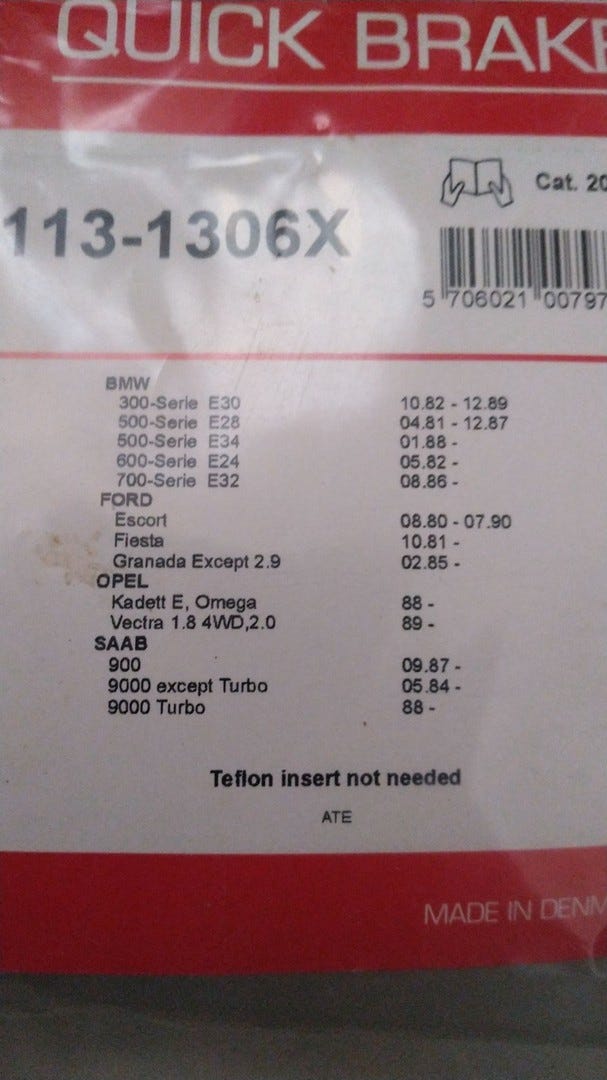 QUICK BRAKE
113-1306X
Cat. 20
5 706021 00797
BMW
300-Serie E30 10.82 - 12.89
500-Serie E28 04.81 - 12.87
500-Serie E34 01.88 -
600-Serie E24 05.82 -
700-Serie E32 08.86 -
FORD
Escort 08.80 - 07.90
Fiesta 10.81 -
Granada Except 2.9 02.85 -
OPEL
Kadett E, Omega 88 -
Vectra 1.8 4WD,2.0 89 -
SAAB
900 09.87 -
9000 except Turbo 05.84 -
9000 Turbo 88 -
Teflon insert not needed
ATE
MADE IN DENM